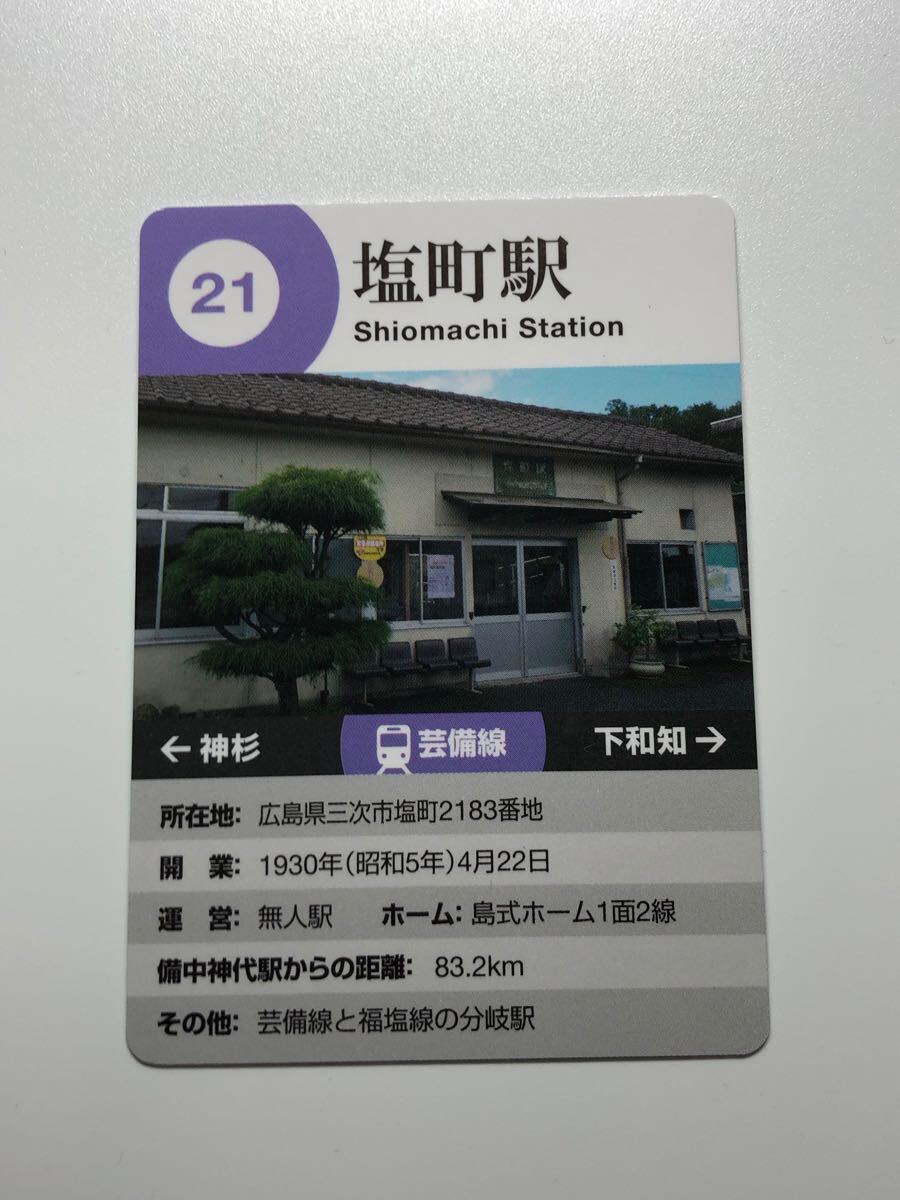 21
塩町駅
Shiomachi Station
塩町駅
← 神杉
芸備線
下和知 →
所在地: 広島県三次市塩町2183番地
開 業: 1930年(昭和5年)4月22日
運 営: 無人駅 ホーム: 島式ホーム1面2線
備中神代駅からの距離: 83.2km
その他: 芸備線と福塩線の分岐駅